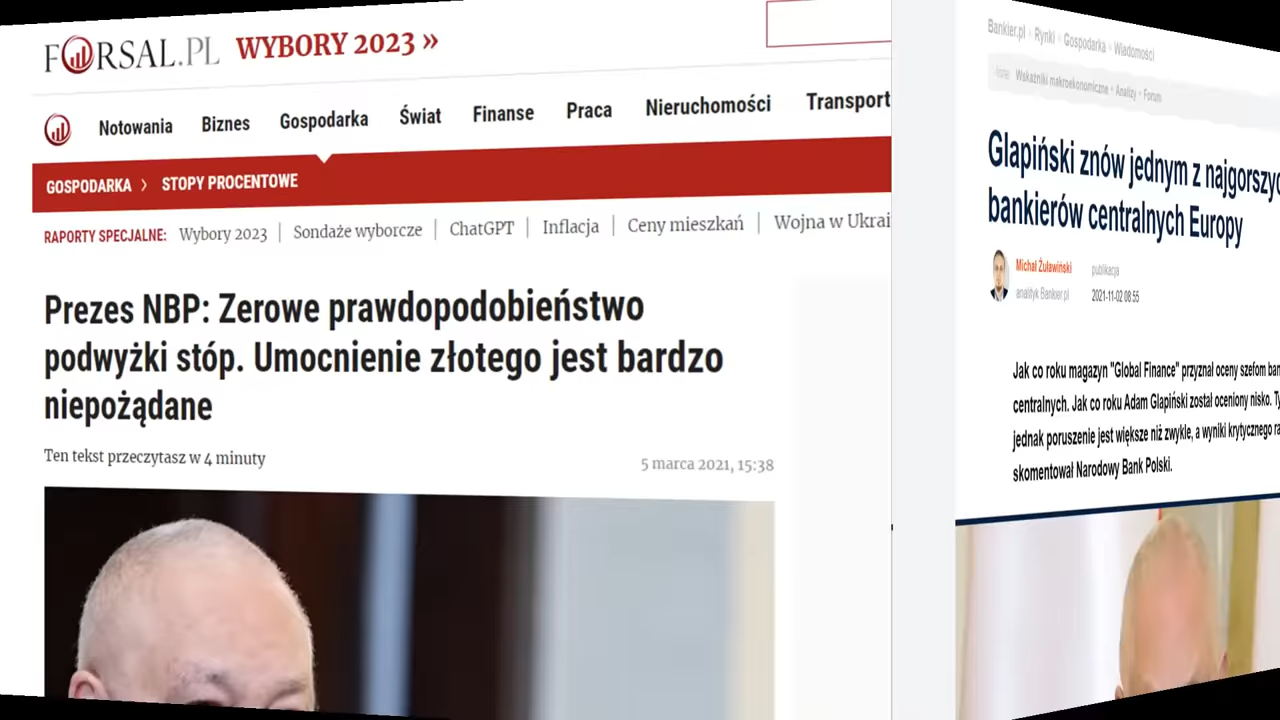 FORSAL.PL WYBORY 2023 »
Notowania Biznes Gospodarka Świat Finanse Praca Nieruchomości Transport
GOSPODARKA > STOPY PROCENTOWE
RAPORTY SPECJALNE: Wybory 2023 | Sondaże wyborcze | ChatGPT | Inflacja | Ceny mieszkań | Wojna w Ukrai
Prezes NBP: Zerowe prawdopodobieństwo
podwyżki stóp. Umocnienie złotego jest bardzo
niepożądane
Ten tekst przeczytasz w 4 minuty
5 marca 2021, 15:38
Bankier.pl Rynki Gospodarka Wiadomości
Wskaźniki makroekonomiczne Analizy Forum
Glapiński znów jednym z najgorszyc
bankierów centralnych Europy
Michał Żuławiński publikacja
analityk Bankier.pl 2021-11-02 08:55
Jak co roku magazyn "Global Finance" przyznał oceny szefom ban
centralnych. Jak co roku Adam Glapiński został oceniony nisko. Ty
jednak poruszenie jest większe niż zwykle, a wyniki krytycznego ra
skomentował Narodowy Bank Polski.